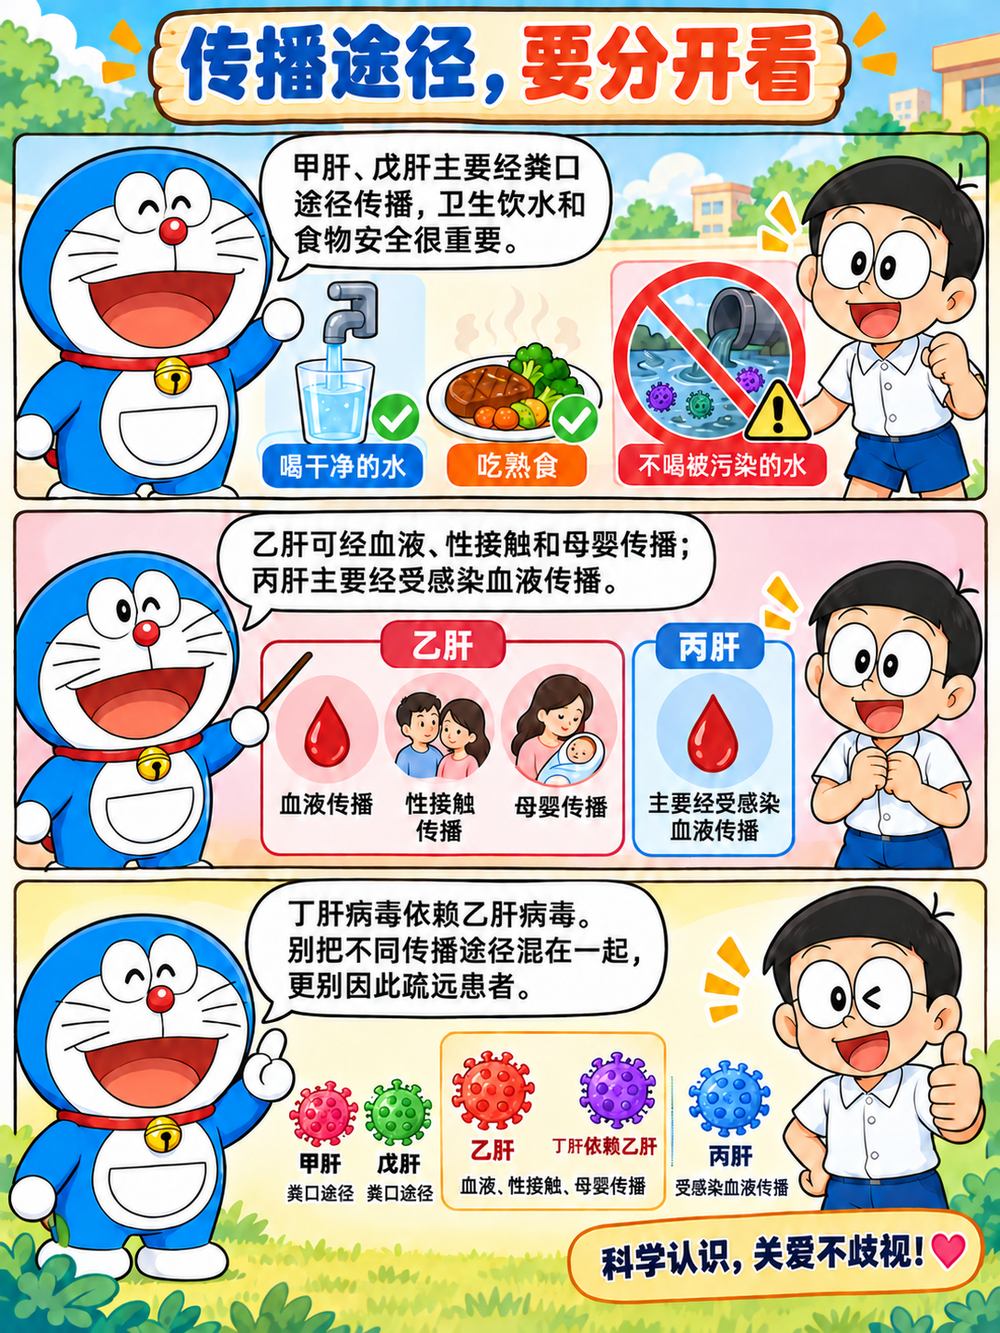 传播途径，要分开看
甲肝、戊肝主要经粪口
途径传播，卫生饮水和
食物安全很重要。
喝干净的水
吃熟食
不喝被污染的水
乙肝可经血液、性接触和母婴传播；
丙肝主要经受感染血液传播。
乙肝
血液传播
性接触
传播
母婴传播
丙肝
主要经受感染
血液传播
丁肝病毒依赖乙肝病毒。
别把不同传播途径混在一起，
更别因此疏远患者。
甲肝
粪口途径
戊肝
粪口途径
乙肝
丁肝依赖乙肝
血液、性接触、母婴传播
丙肝
受感染血液传播
科学认识，关爱不歧视！